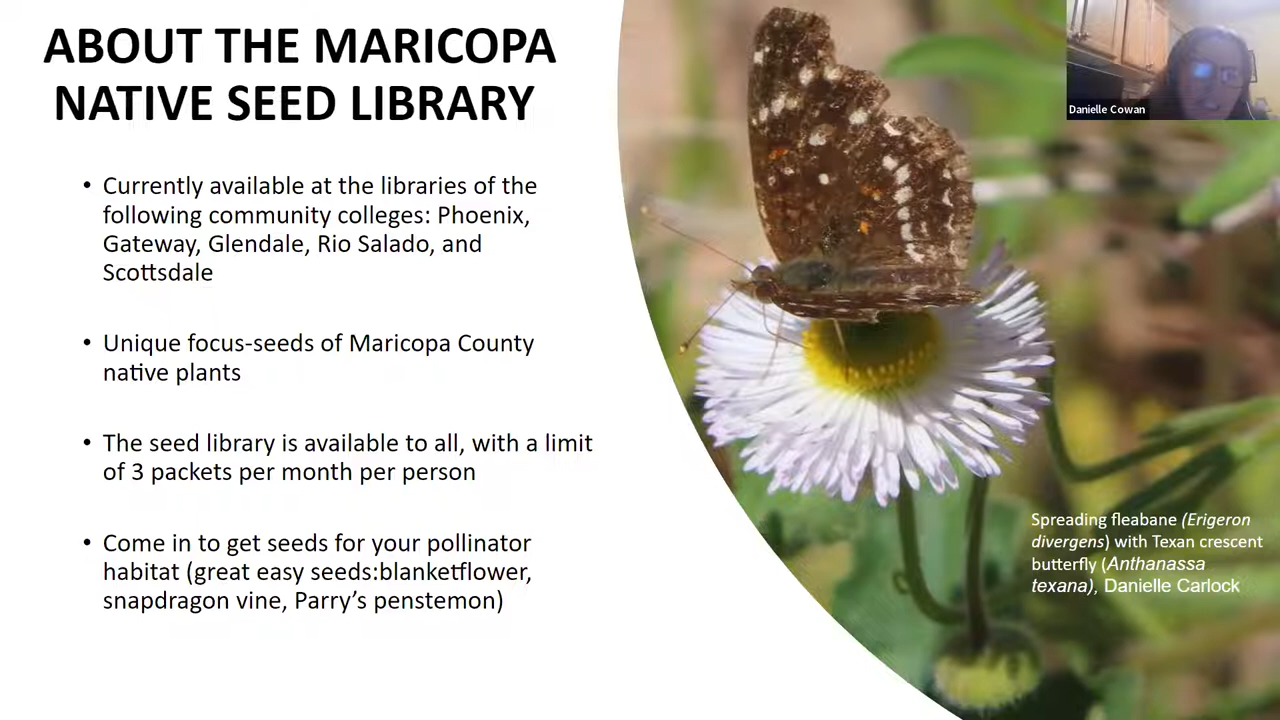 ABOUT THE MARICOPA
NATIVE SEED LIBRARY
• Currently available at the libraries of the
following community colleges: Phoenix,
Gateway, Glendale, Rio Salado, and
Scottsdale
• Unique focus-seeds of Maricopa County
native plants
• The seed library is available to all, with a limit
of 3 packets per month per person
• Come in to get seeds for your pollinator
habitat (great easy seeds:blanketflower,
snapdragon vine, Parry’s penstemon)
Danielle Cowan
Spreading fleabane (Erigeron
divergens) with Texan crescent
butterfly (Anthanassa
texana), Danielle Carlock